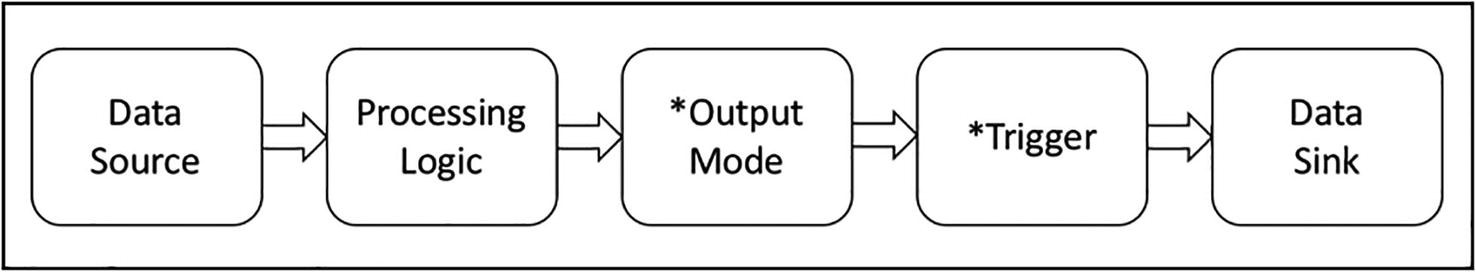 Data
Source
Processing
Logic
*Output
Mode
*Trigger
Data
Sink